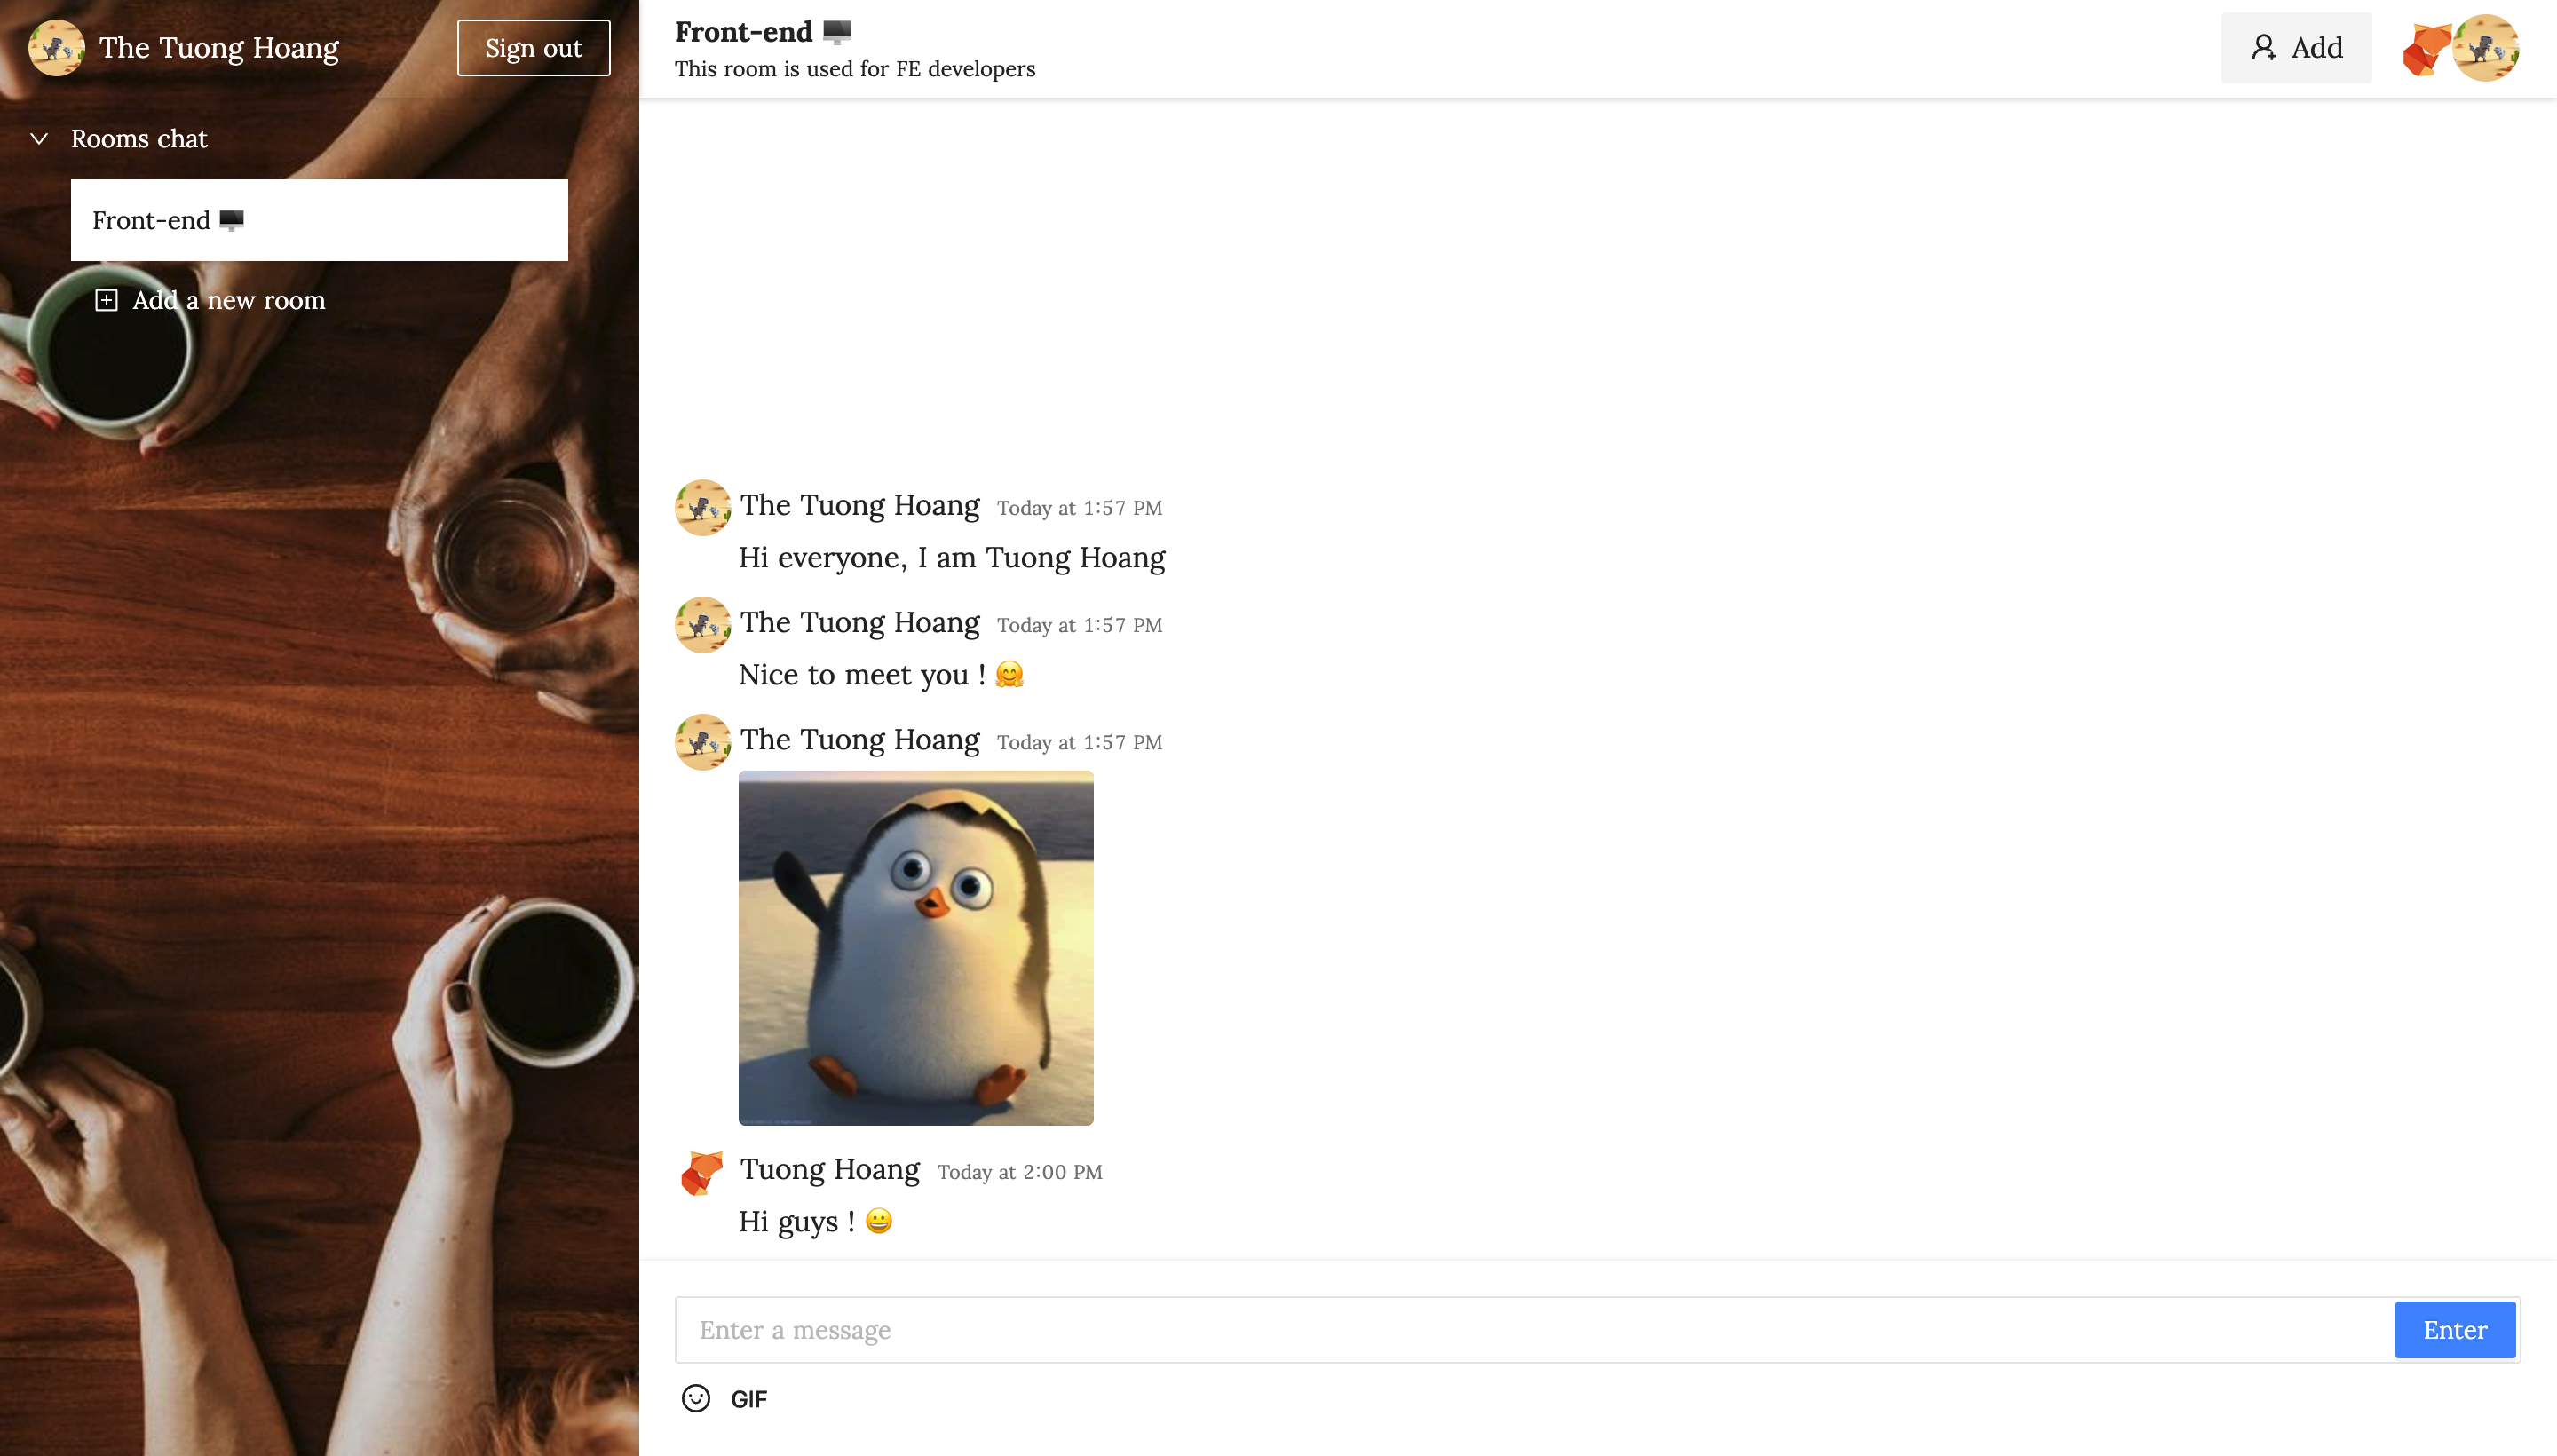 The Tuong Hoang
Sign out
Rooms chat
Front-end 🖥️
Add a new room
Front-end 🖥️
This room is used for FE developers
Add
The Tuong Hoang Today at 1:57 PM
Hi everyone, I am Tuong Hoang
The Tuong Hoang Today at 1:57 PM
Nice to meet you ! 🤗
The Tuong Hoang Today at 1:57 PM
Tuong Hoang Today at 2:00 PM
Hi guys ! 😀
Enter a message
Enter
GIF